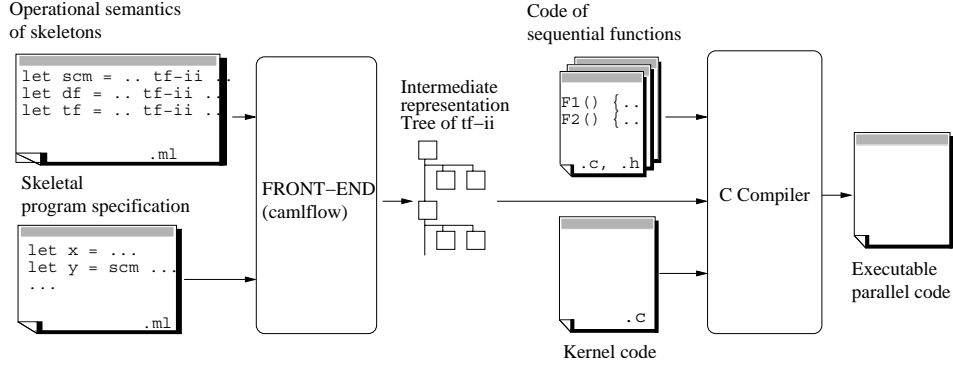 Operational semantics
of skeletons
let scm = .. tf-ii ..
let df = .. tf-ii ..
let tf = .. tf-ii ..
.ml
Skeletal
program specification
let x = ...
let y = scm ...
...
.ml
FRONT-END
(camlflow)
Intermediate
representation
Tree of tf-ii
Code of
sequential functions
F1() {..
F2() {..
.c, .h
.c
Kernel code
C Compiler
Executable
parallel code